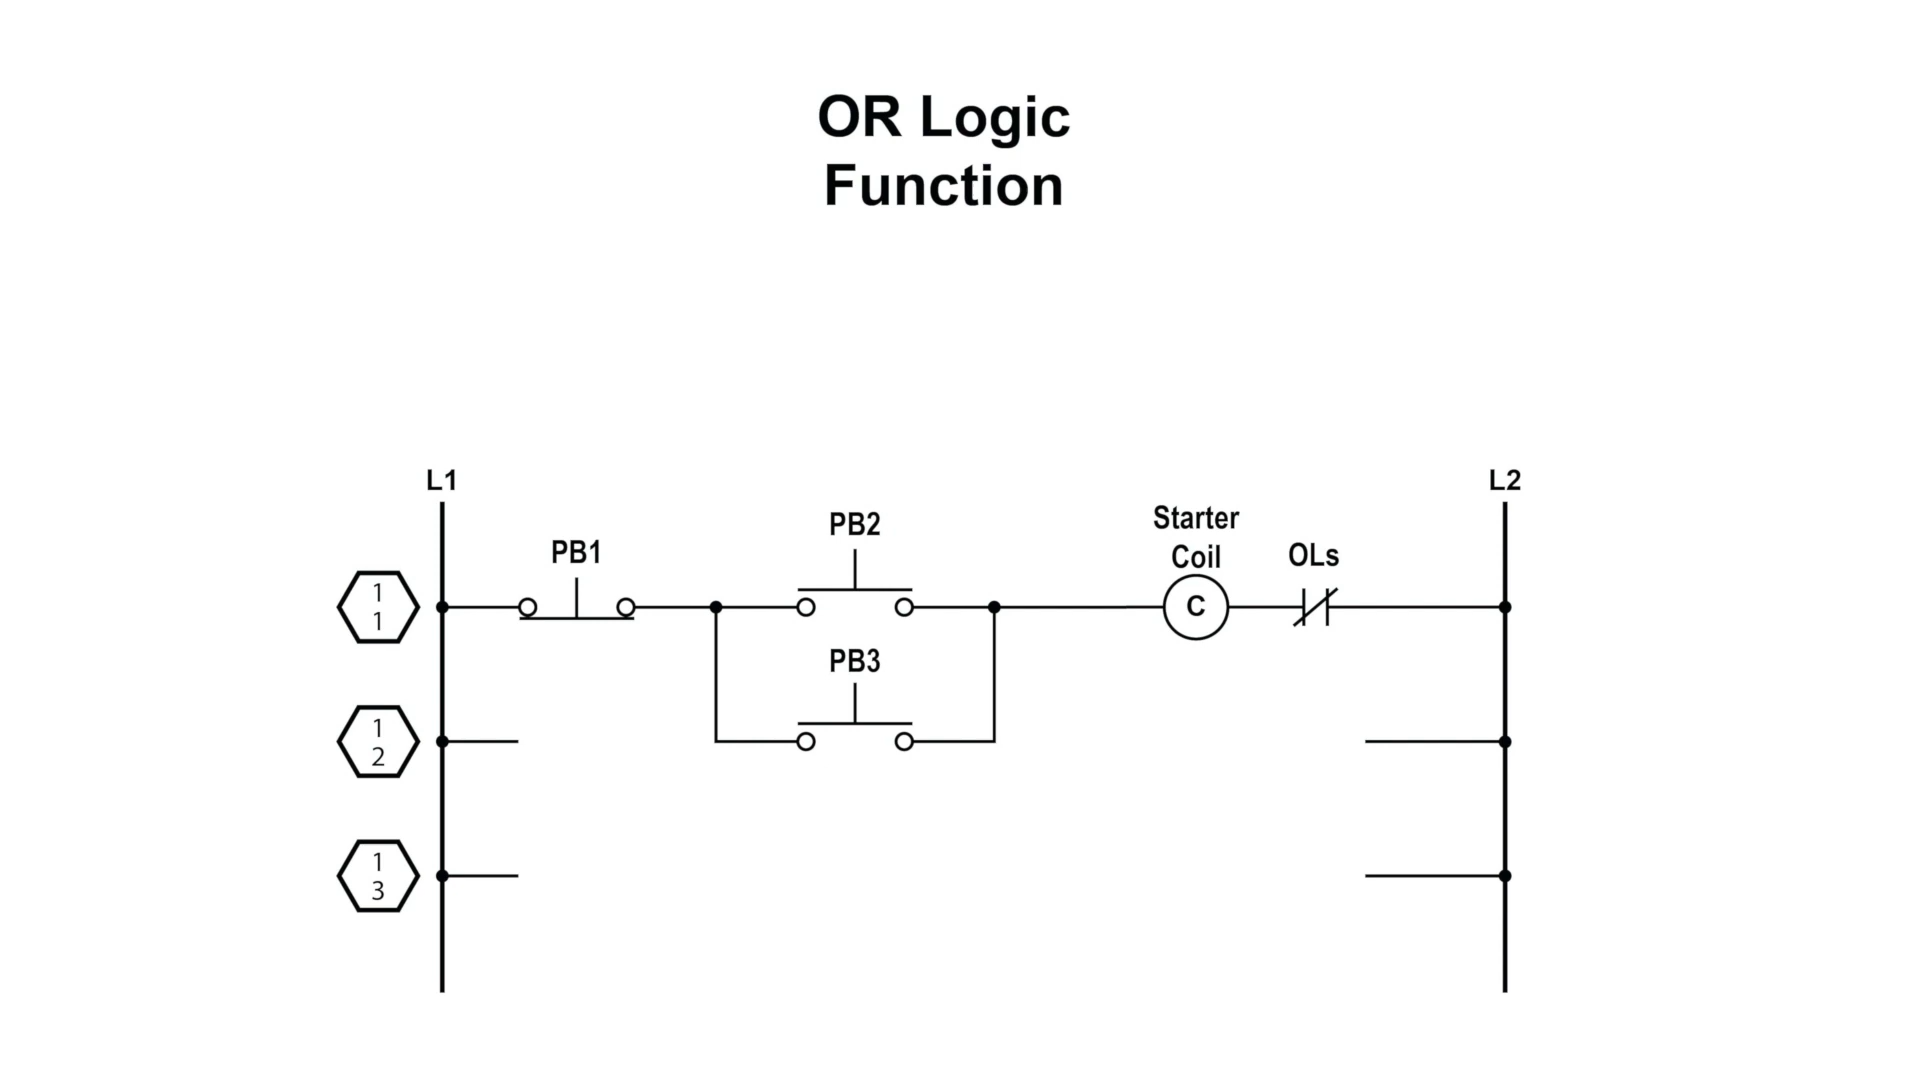 OR Logic
Function
L1
L2
PB1
PB2
Starter
Coil
OLs
C
1
1
PB3
1
2
1
3